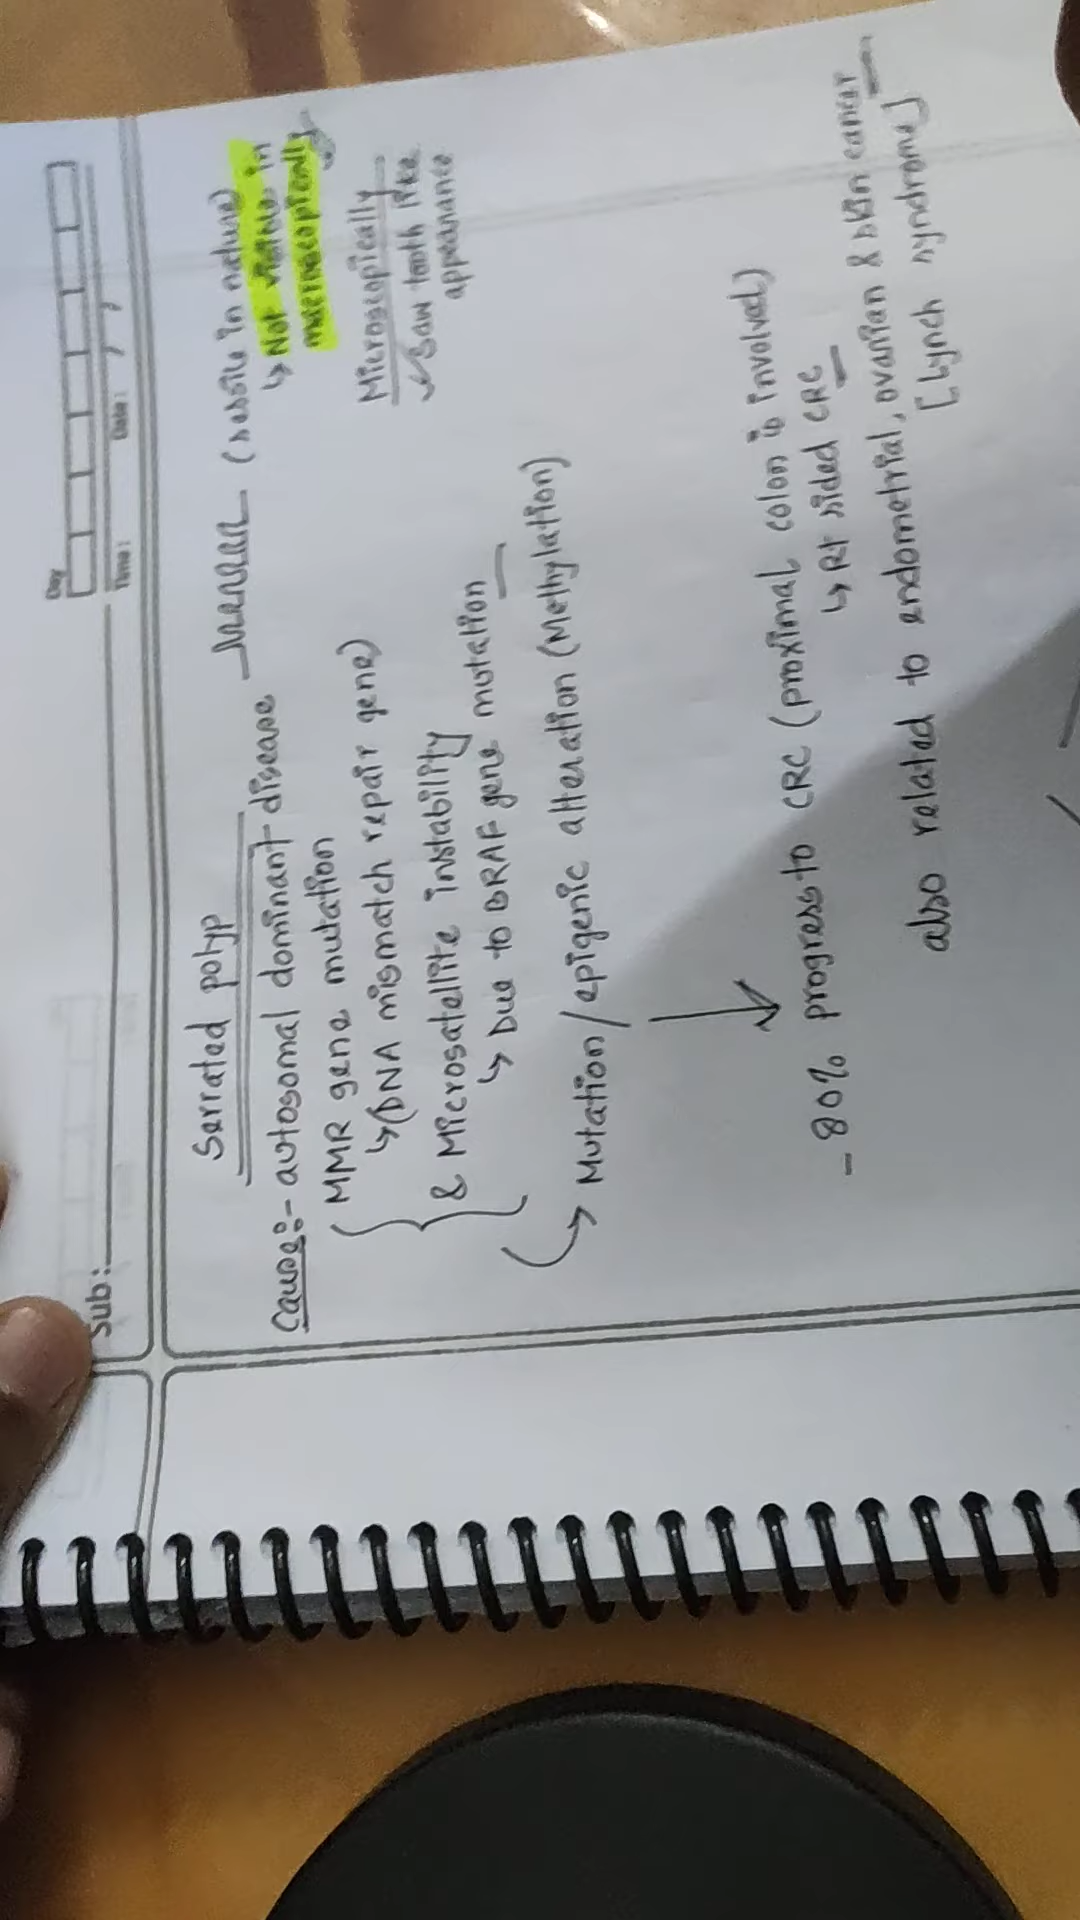 Day
Time :
Date : / /
Sub :
Serrated polyp
(sessile in nature)
↳ Not visible in
macroscopically
Cause:- autosomal dominant disease
MMR gene mutation
↳(DNA mismatch repair gene)
Microscopically
Saw tooth like
appearance
& Microsatellite instability
↳ Due to BRAF gene mutation
↳ Mutation/epigenic alteration (Methylation)
↓
- 80% progress to CRC (proximal colon is involved)
↳ Rt sided CRC
also related to endometrial, ovarian & skin cancer
[Lynch syndrome]